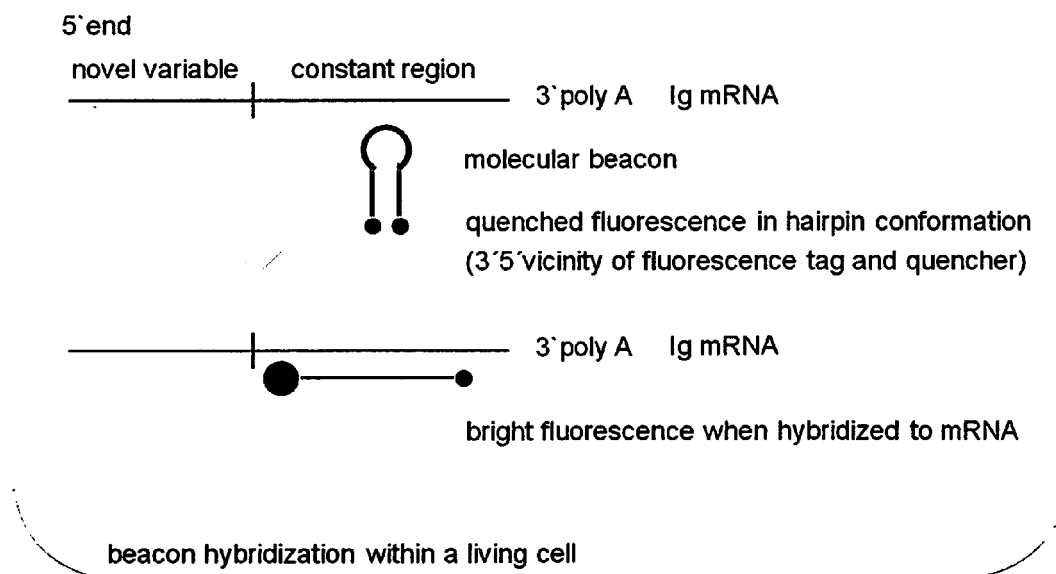 5`end
novel variable constant region
3`poly A Ig mRNA
molecular beacon
quenched fluorescence in hairpin conformation
(3´5´vicinity of fluorescence tag and quencher)
3`poly A Ig mRNA
bright fluorescence when hybridized to mRNA
beacon hybridization within a living cell